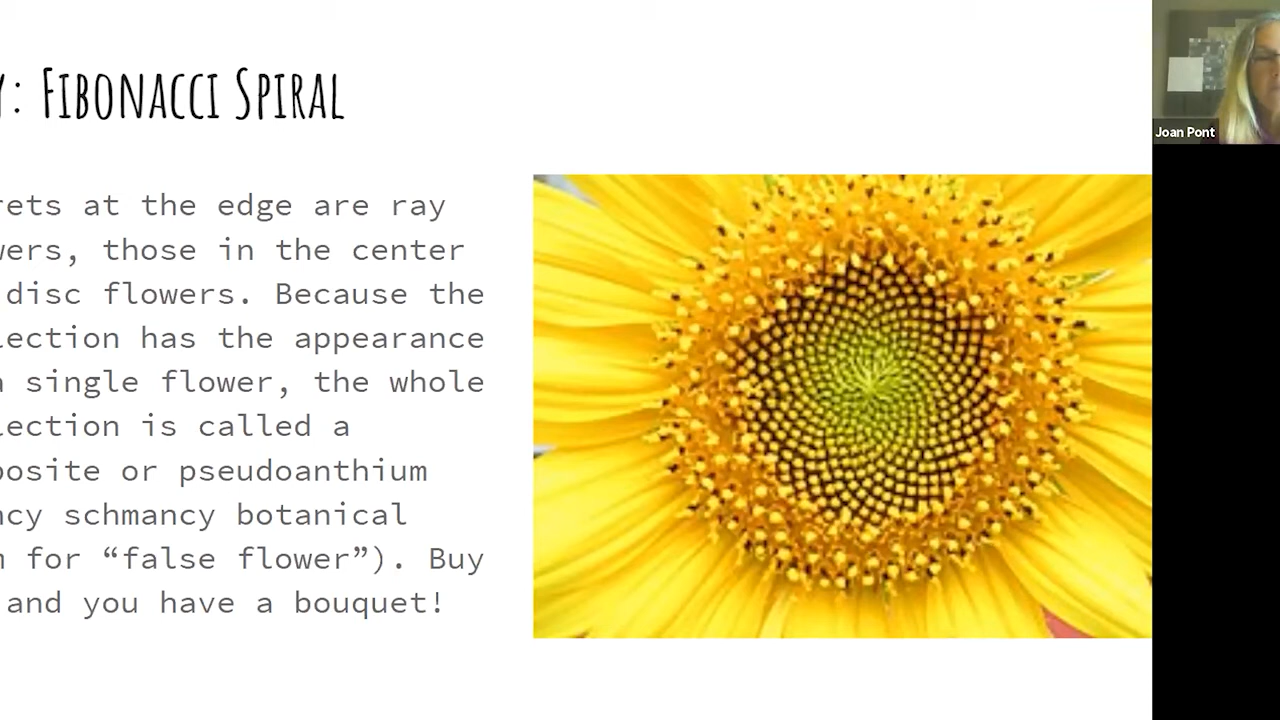 : Fibonacci Spiral
rets at the edge are ray
wers, those in the center
disc flowers. Because the
lection has the appearance
a single flower, the whole
lection is called a
posite or pseudoanthium
ncy schmancy botanical
m for “false flower”). Buy
and you have a bouquet!
Joan Pont